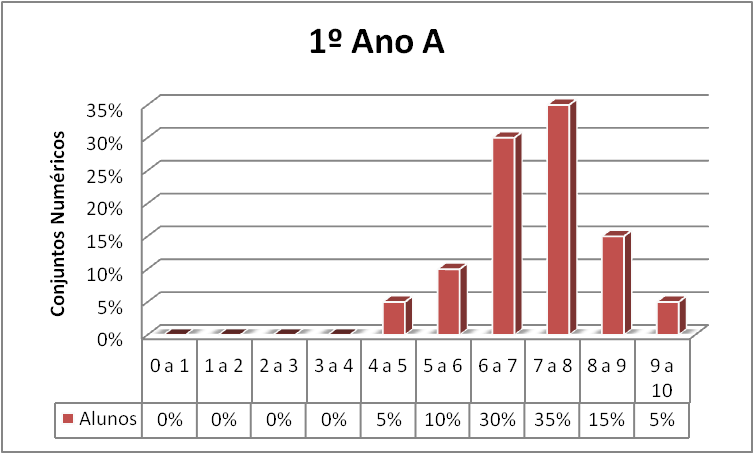 1º Ano A
Conjuntos Numéricos
35%
30%
25%
20%
15%
10%
5%
0%
0 a 1 1 a 2 2 a 3 3 a 4 4 a 5 5 a 6 6 a 7 7 a 8 8 a 9 9 a
10
Alunos 0% 0% 0% 0% 5% 10% 30% 35% 15% 5%